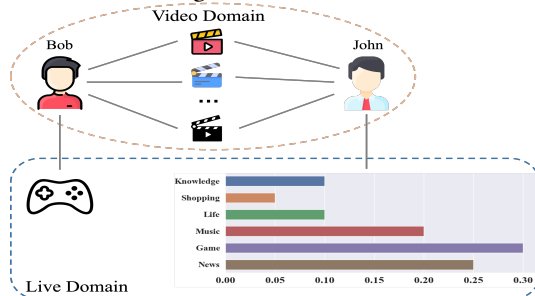 Video Domain
Bob
John
...
Knowledge
Shopping
Life
Music
Game
News
0.00 0.05 0.10 0.15 0.20 0.25 0.30
Live Domain